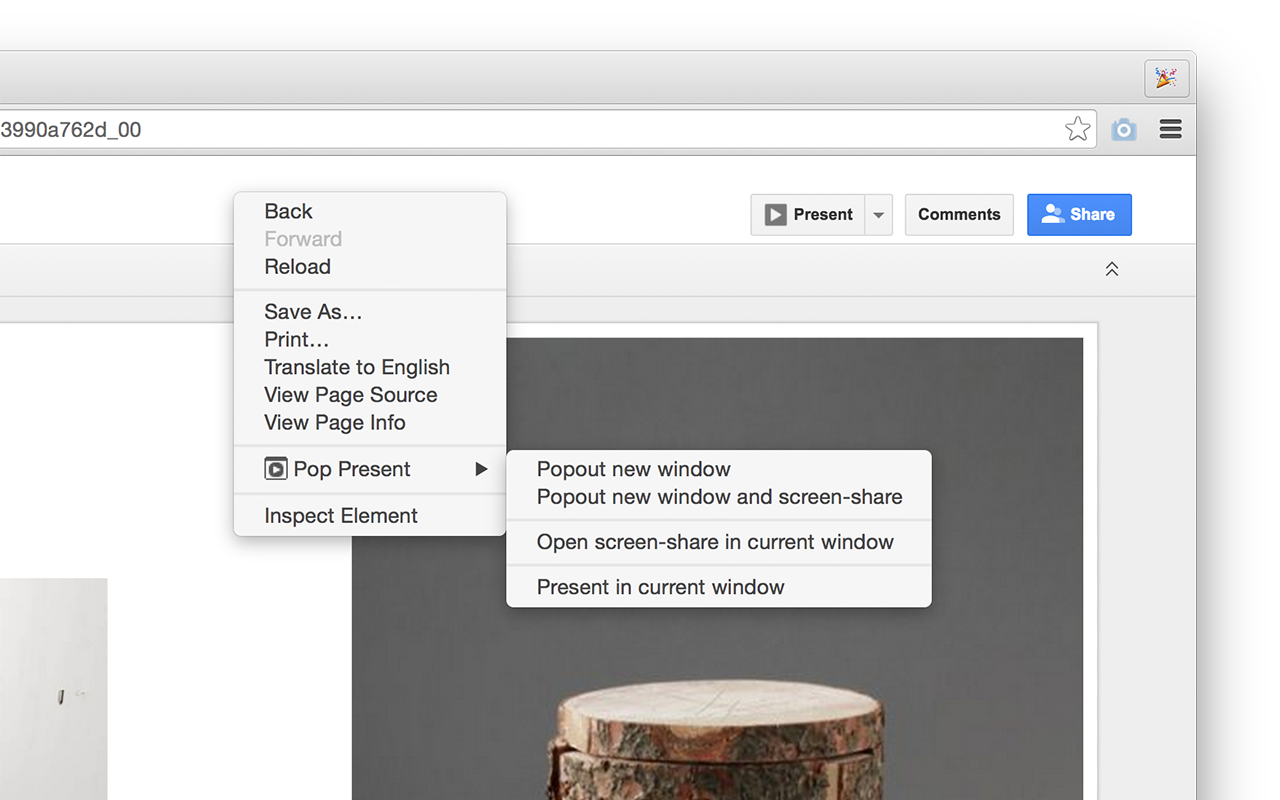 3990a762d_00
Present
Comments
Share
Back
Forward
Reload
Save As…
Print…
Translate to English
View Page Source
View Page Info
Pop Present
Inspect Element
Popout new window
Popout new window and screen-share
Open screen-share in current window
Present in current window